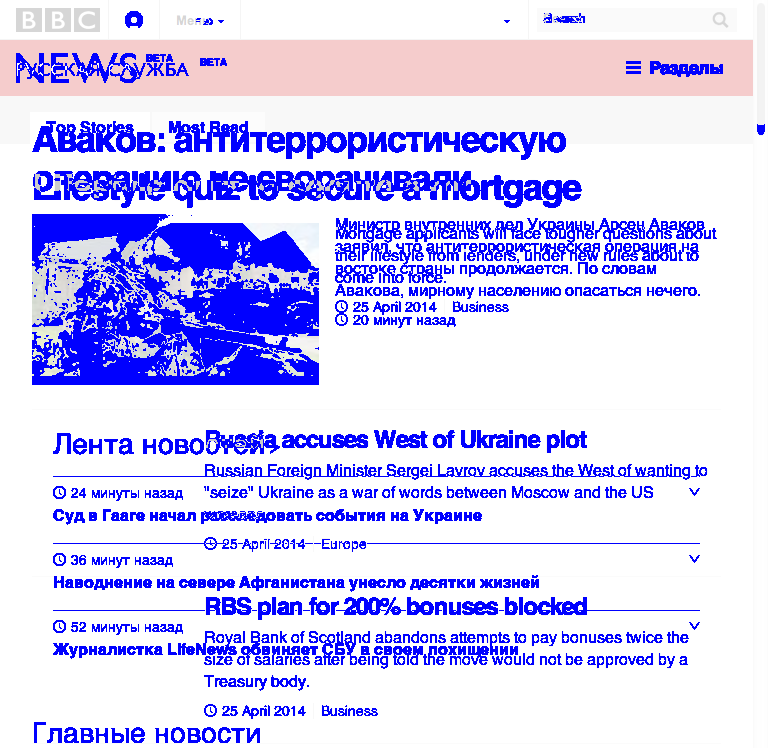 BBC
NEWS BETA
РУССКАЯ СЛУЖБА BETA
Разделы
Top Stories Most Read
Аваков: антитеррористическую
операцию не сворачивали
Lifestyle quiz to secure a mortgage
Министр внутренних дел Украины Арсен Аваков
Mortgage applicants will face tougher questions about
заявил, что антитеррористическая операция на
their lifestyle from lenders, under new rules about to
востоке страны продолжается. По словам
come into force.
Авакова, мирному населению опасаться нечего.
25 April 2014 Business
20 минут назад
Russia accuses West of Ukraine plot
Лента новостей
Russian Foreign Minister Sergei Lavrov accuses the West of wanting to
24 минуты назад
"seize" Ukraine as a war of words between Moscow and the US
Суд в Гааге начал расследовать события на Украине
25 April 2014 Europe
36 минут назад
Наводнение на севере Афганистана унесло десятки жизней
RBS plan for 200% bonuses blocked
52 минуты назад
Royal Bank of Scotland abandons attempts to pay bonuses twice the
Журналистка LifeNews обвиняет СБУ в своем похищении
size of salaries after being told the move would not be approved by a
Treasury body.
25 April 2014 Business
Главные новости